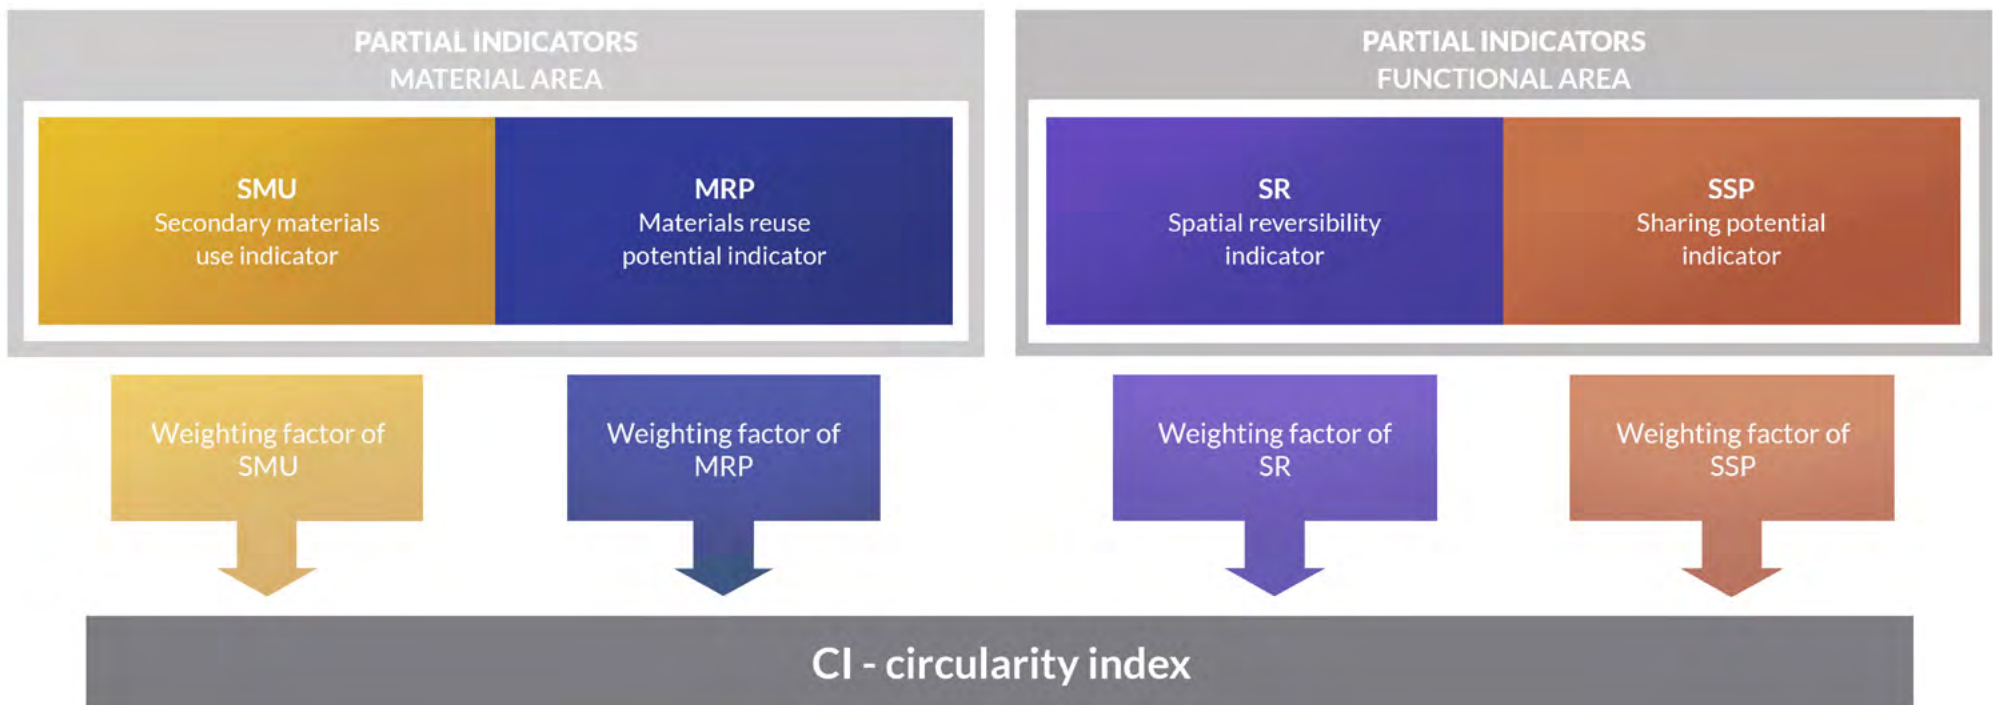 PARTIAL INDICATORS
MATERIAL AREA
SMU
Secondary materials
use indicator
MRP
Materials reuse
potential indicator
PARTIAL INDICATORS
FUNCTIONAL AREA
SR
Spatial reversibility
indicator
SSP
Sharing potential
indicator
Weighting factor of
SMU
Weighting factor of
MRP
Weighting factor of
SR
Weighting factor of
SSP
CI - circularity index